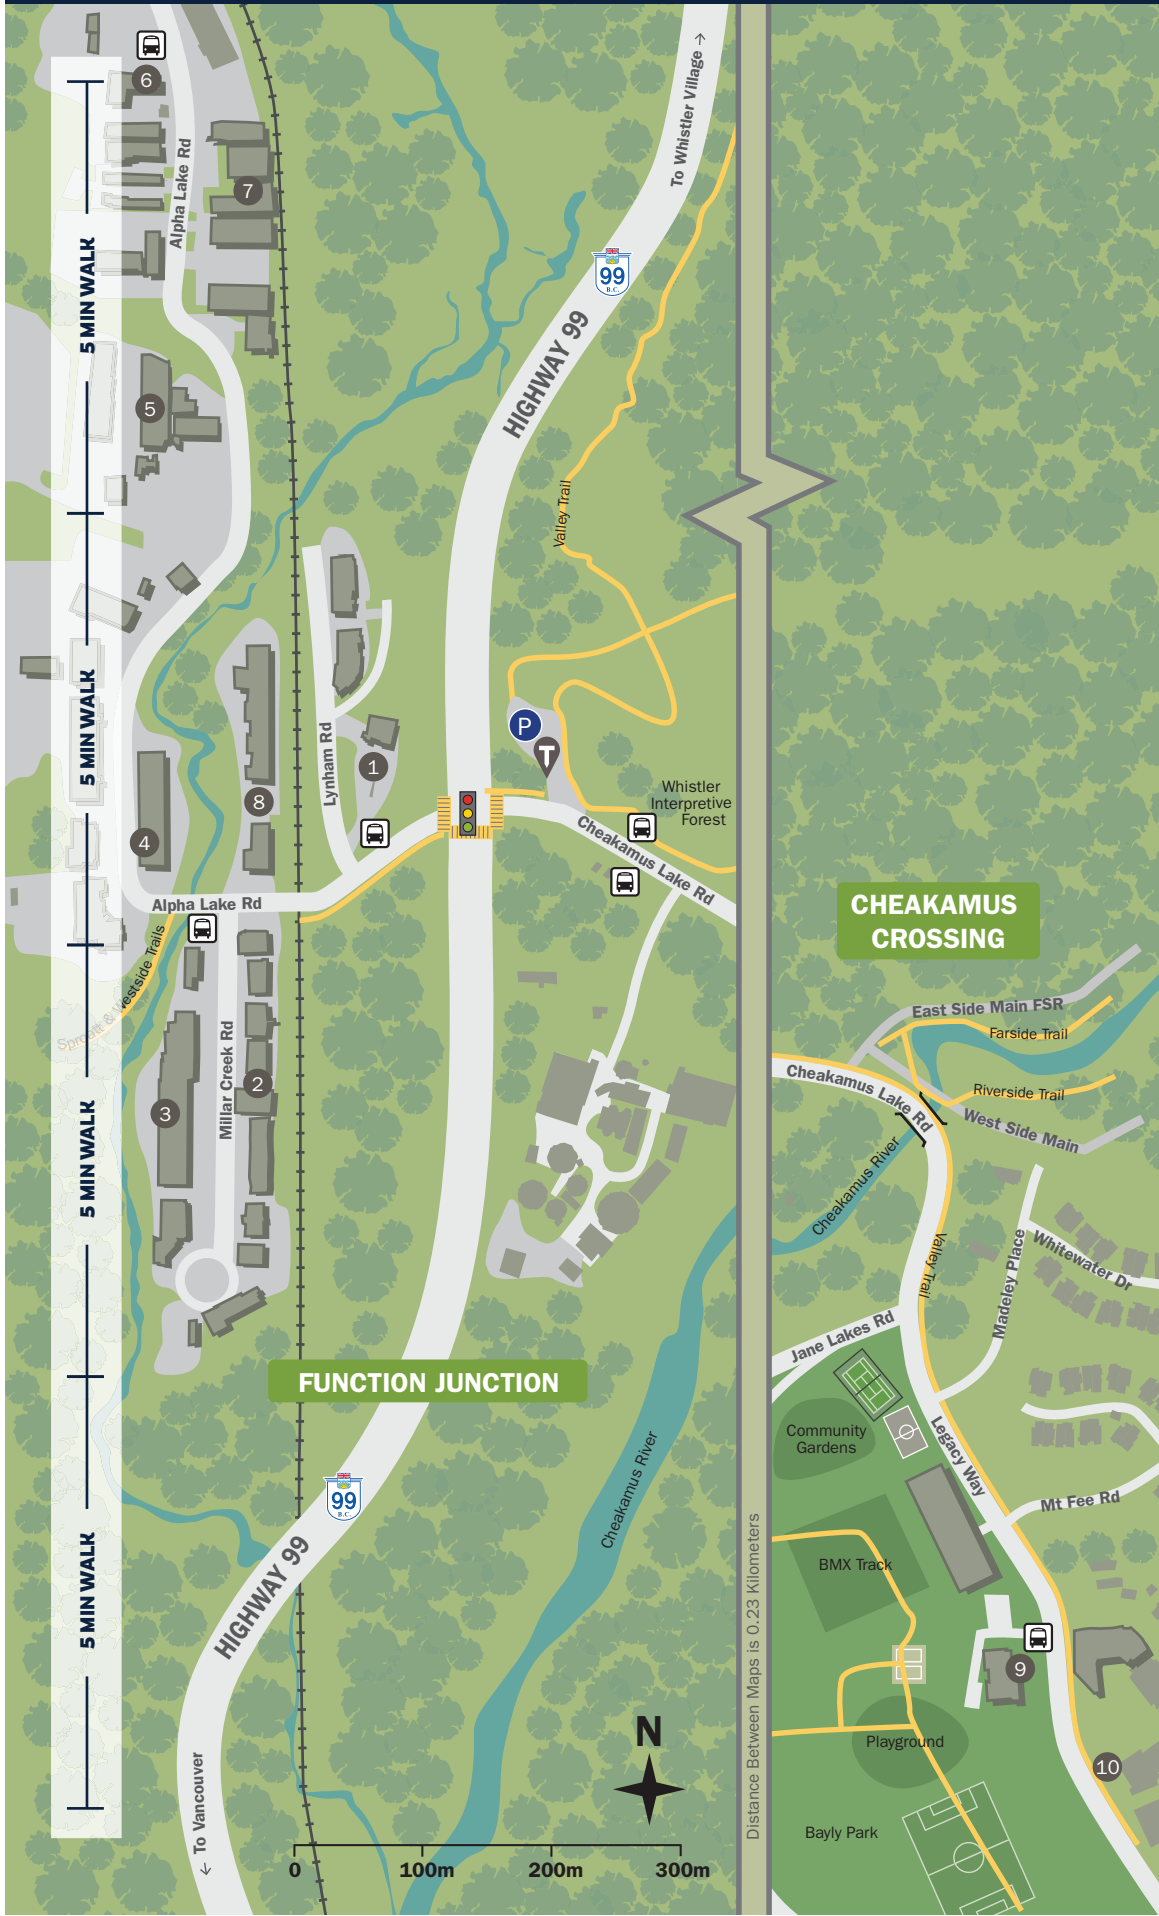 6
To Whistler Village →
Alpha Lake Rd
7
99
B.C.
5 MIN WALK
HIGHWAY 99
5
Valley Trail
5 MIN WALK
Lynham Rd
P
T
1
8
4
Whistler
Interpretive
Forest
Cheakamus Lake Rd
Alpha Lake Rd
Sproatt & Westside Trails
Millar Creek Rd
2
3
5 MIN WALK
FUNCTION JUNCTION
99
B.C.
HIGHWAY 99
5 MIN WALK
Cheakamus River
← To Vancouver
N
0
100m
200m
300m
Distance Between Maps is 0.23 Kilometers
CHEAKAMUS
CROSSING
East Side Main FSR
Farside Trail
Cheakamus Lake Rd
Riverside Trail
West Side Main
Cheakamus River
Valley Trail
Madeley Place
Whitewater Dr
Jane Lakes Rd
Community
Gardens
Legacy Way
Mt Fee Rd
BMX Track
9
Playground
10
Bayly Park